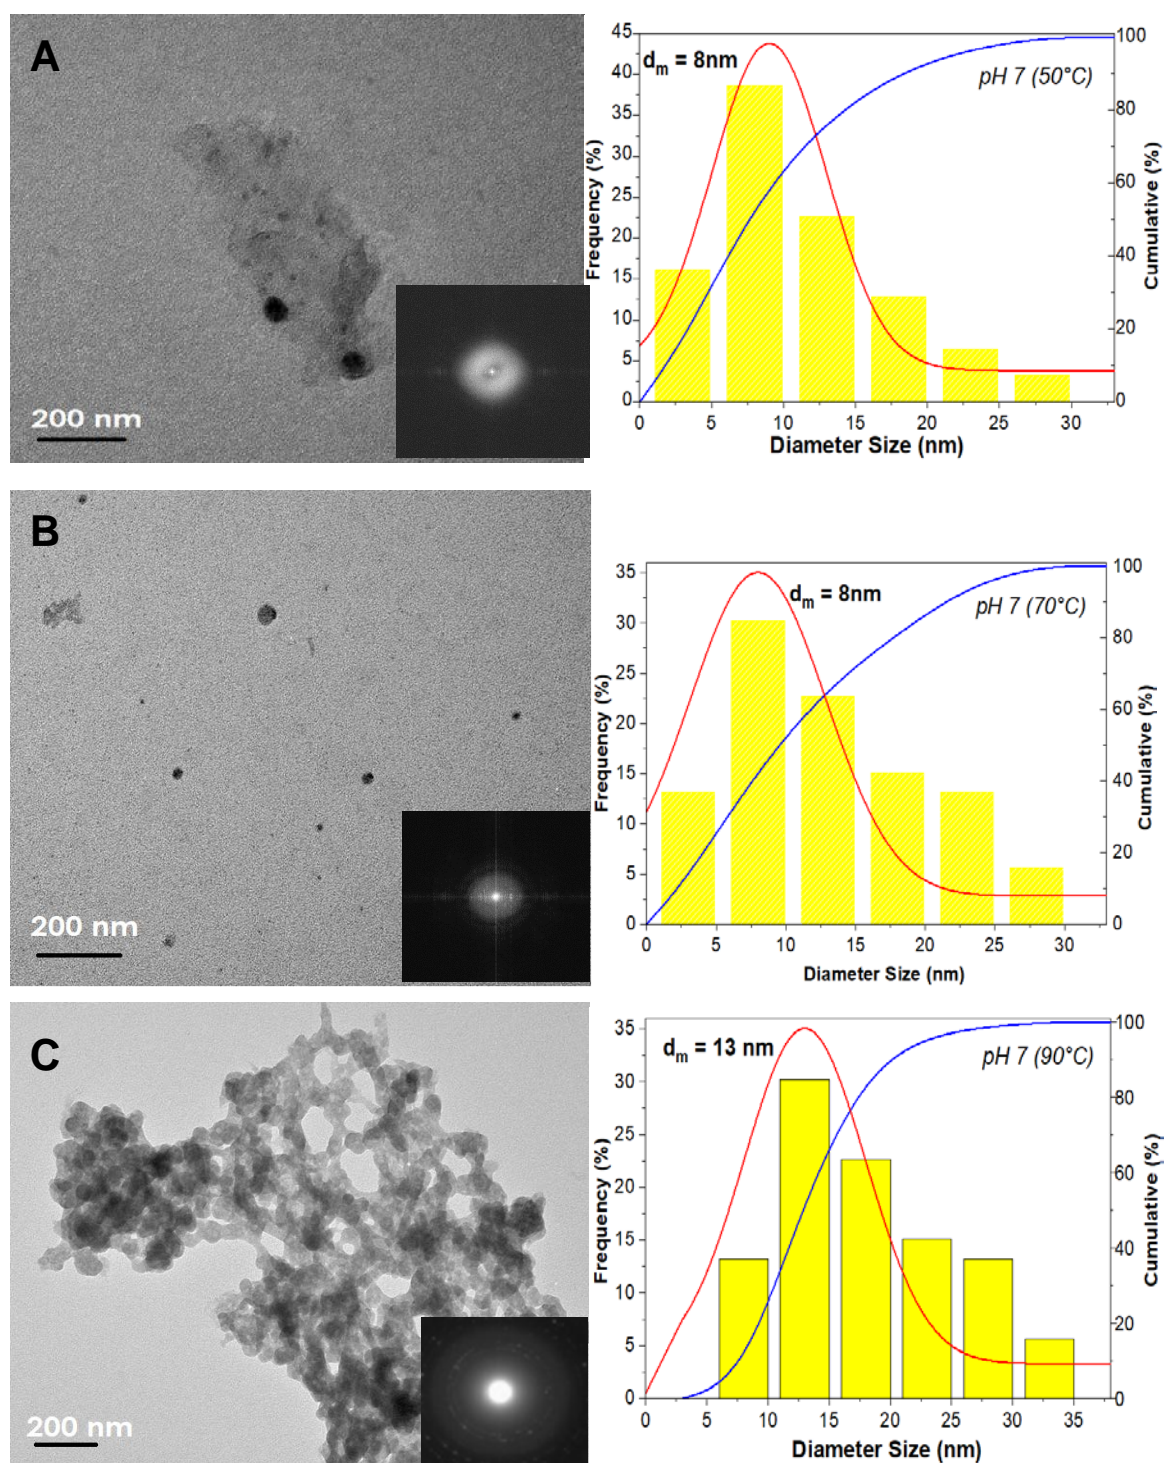 A
200 nm
d_m = 8nm
pH 7 (50°C)
Frequency (%)
45
40
35
30
25
20
15
10
5
0
0 5 10 15 20 25 30
Diameter Size (nm)
100
80
60
40
20
0
Cumulative (%)
B
200 nm
d_m = 8nm
pH 7 (70°C)
Frequency (%)
35
30
25
20
15
10
5
0
0 5 10 15 20 25 30
Diameter Size (nm)
100
80
60
40
20
0
Cumulative (%)
C
200 nm
d_m = 13 nm
pH 7 (90°C)
Frequency (%)
35
30
25
20
15
10
5
0
0 5 10 15 20 25 30 35
Diameter Size (nm)
100
80
60
40
20
0
Cumulative (%)